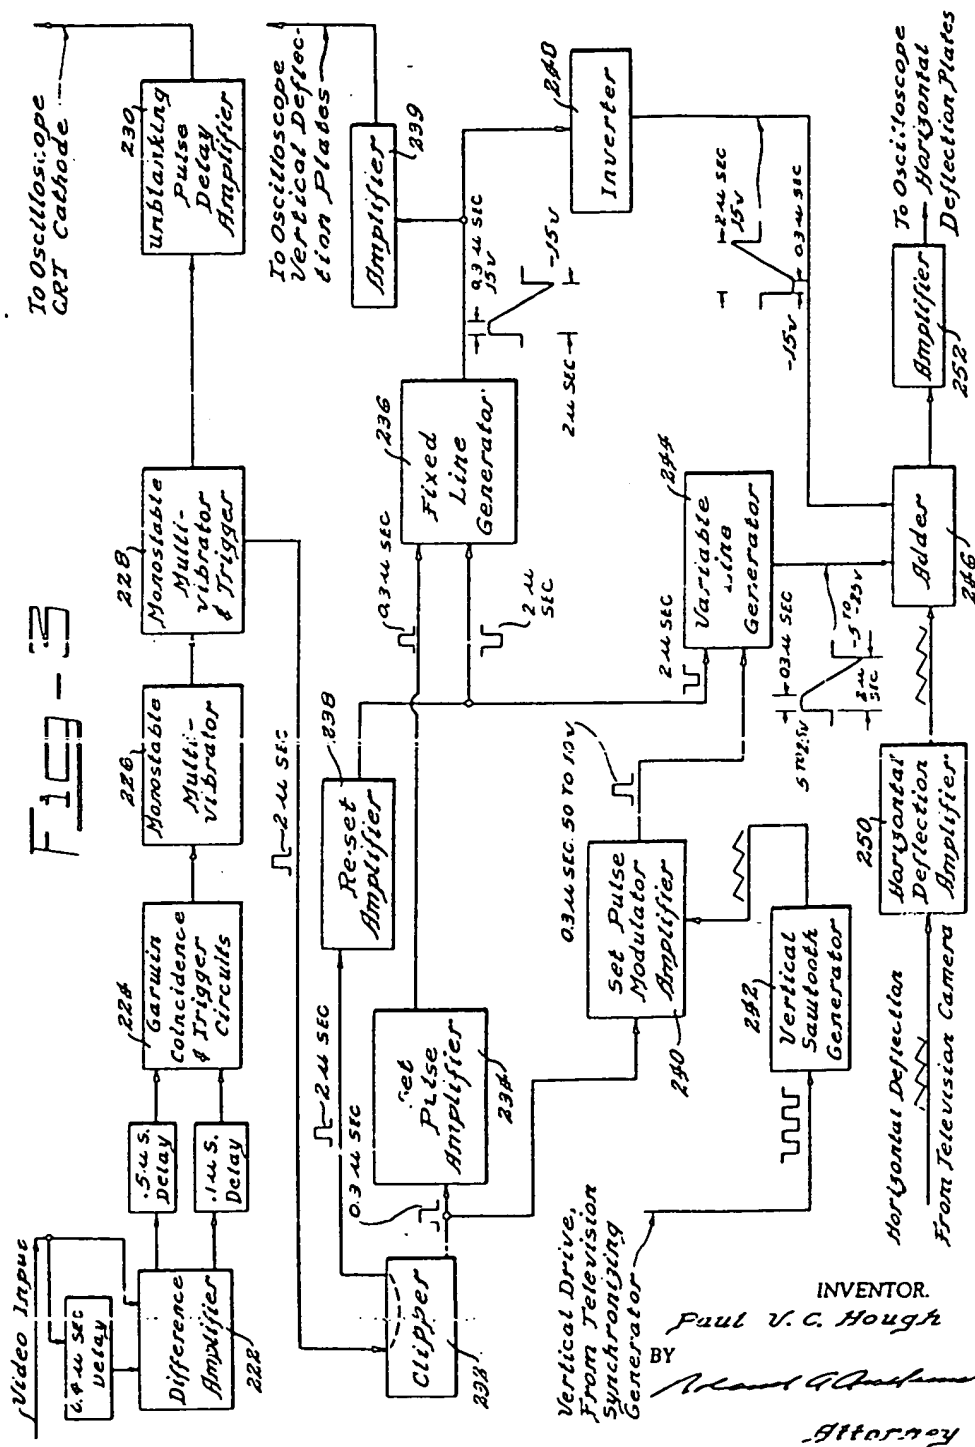 Fig-3
Video Input
0.4 μ SEC
Delay
Difference
Amplifier
222
.5 μ s.
Delay
.1 μ s.
Delay
224
Garwin
Coincidence
& Trigger
Circuits
226
Monostable
Multi-
vibrator
228
Monostable
Multi-
vibrator
& Trigger
230
Unblanking
Pulse
Delay
Amplifier
To Oscilloscope
CRT Cathode
2 μ SEC
Clipper
232
0.3 μ SEC
2 μ SEC
Set
Pulse
Amplifier
234
238
Re-set
Amplifier
0.3 μ SEC
2 μ
SEC
236
Fixed
Line
Generator
0.3 μ SEC
15V
-15V
2 μ SEC
Amplifier
239
To Oscilloscope
Vertical Deflec-
tion Plates
240
Inverter
2 μ SEC
15V
-15V
0.3 μ SEC
0.3 μ SEC. 50 TO 10V
Set Pulse
Modulator
Amplifier
240
2 μ SEC
244
Variable
Line
Generator
0.3 μ SEC
5 TO 25V
-5 TO -25V
2 μ
SEC
Vertical Drive,
From Television
Synchronizing
Generator
242
Vertical
Sawtooth
Generator
Horizontal Deflection
From Television Camera
250
Horizontal
Deflection
Amplifier
Adder
246
Amplifier
252
To Oscilloscope
Horizontal
Deflection Plates
INVENTOR.
Paul V. C. Hough
BY
Attorney